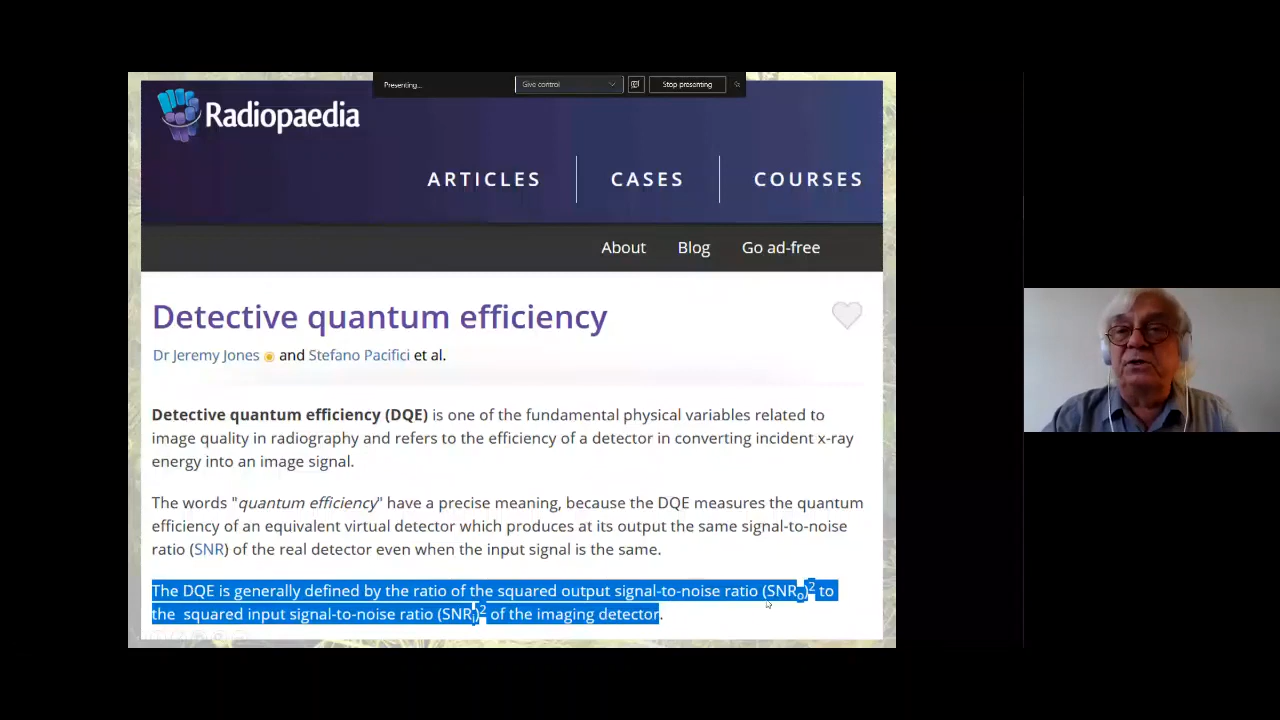 Presenting...
Give control
Stop presenting
Radiopaedia
ARTICLES
CASES
COURSES
About
Blog
Go ad-free
Detective quantum efficiency
Dr Jeremy Jones and Stefano Pacifici et al.
Detective quantum efficiency (DQE) is one of the fundamental physical variables related to
image quality in radiography and refers to the efficiency of a detector in converting incident x-ray
energy into an image signal.
The words "quantum efficiency" have a precise meaning, because the DQE measures the quantum
efficiency of an equivalent virtual detector which produces at its output the same signal-to-noise
ratio (SNR) of the real detector even when the input signal is the same.
The DQE is generally defined by the ratio of the squared output signal-to-noise ratio (SNRo)2 to
the squared input signal-to-noise ratio (SNRi)2 of the imaging detector.